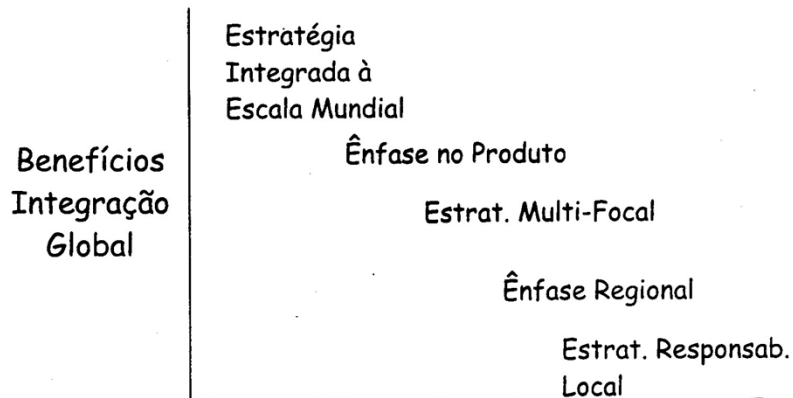 Estratégia
Integrada à
Escala Mundial
Ênfase no Produto
Benefícios
Integração
Global
Estrat. Multi-Focal
Ênfase Regional
Estrat. Responsab.
Local